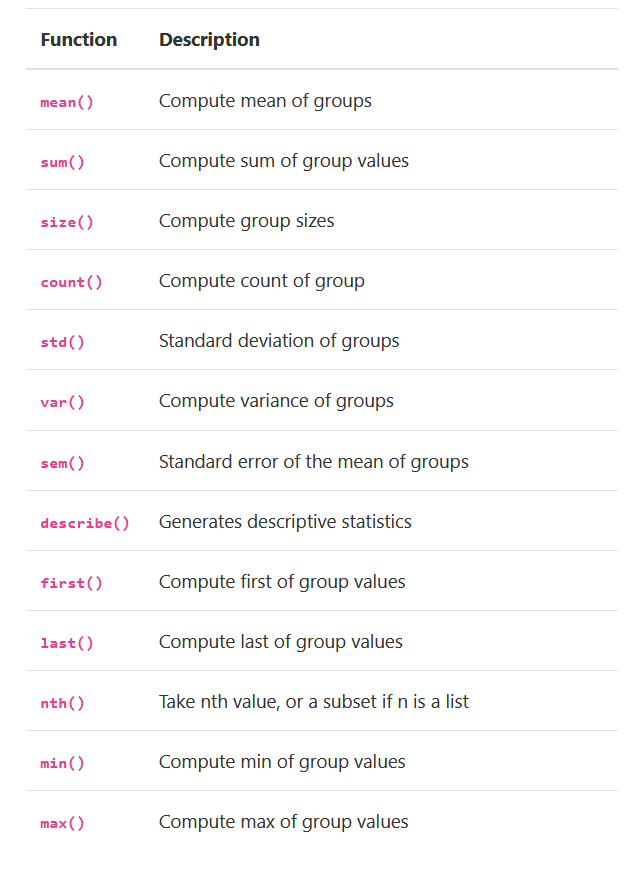 Function Description
mean() Compute mean of groups
sum() Compute sum of group values
size() Compute group sizes
count() Compute count of group
std() Standard deviation of groups
var() Compute variance of groups
sem() Standard error of the mean of groups
describe() Generates descriptive statistics
first() Compute first of group values
last() Compute last of group values
nth() Take nth value, or a subset if n is a list
min() Compute min of group values
max() Compute max of group values